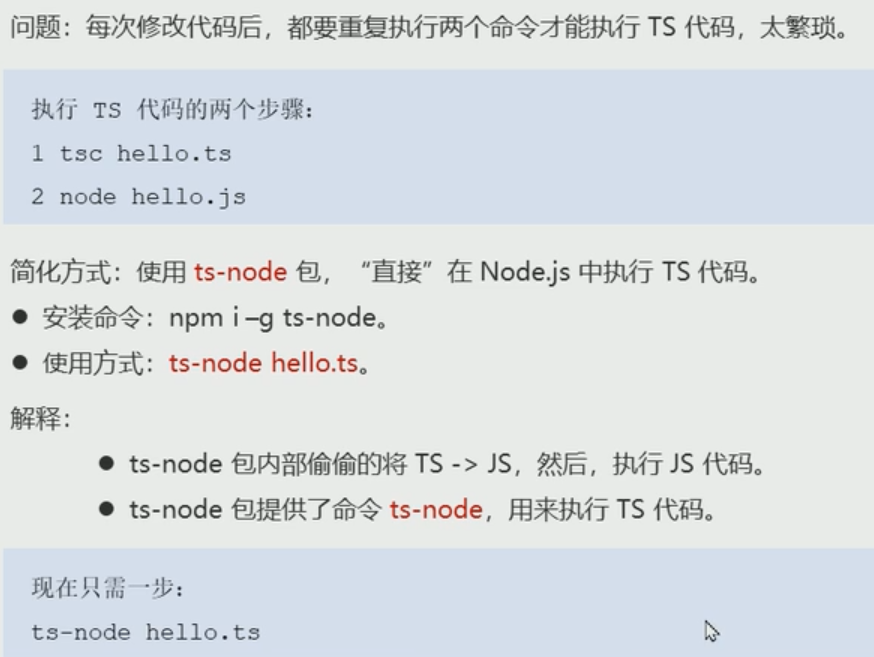 问题：每次修改代码后，都要重复执行两个命令才能执行 TS 代码，太繁琐。
执行 TS 代码的两个步骤：
1 tsc hello.ts
2 node hello.js
简化方式：使用 ts-node 包，“直接”在 Node.js 中执行 TS 代码。
● 安装命令：npm i –g ts-node。
● 使用方式：ts-node hello.ts。
解释：
● ts-node 包内部偷偷的将 TS -> JS，然后，执行 JS 代码。
● ts-node 包提供了命令 ts-node，用来执行 TS 代码。
现在只需一步：
ts-node hello.ts